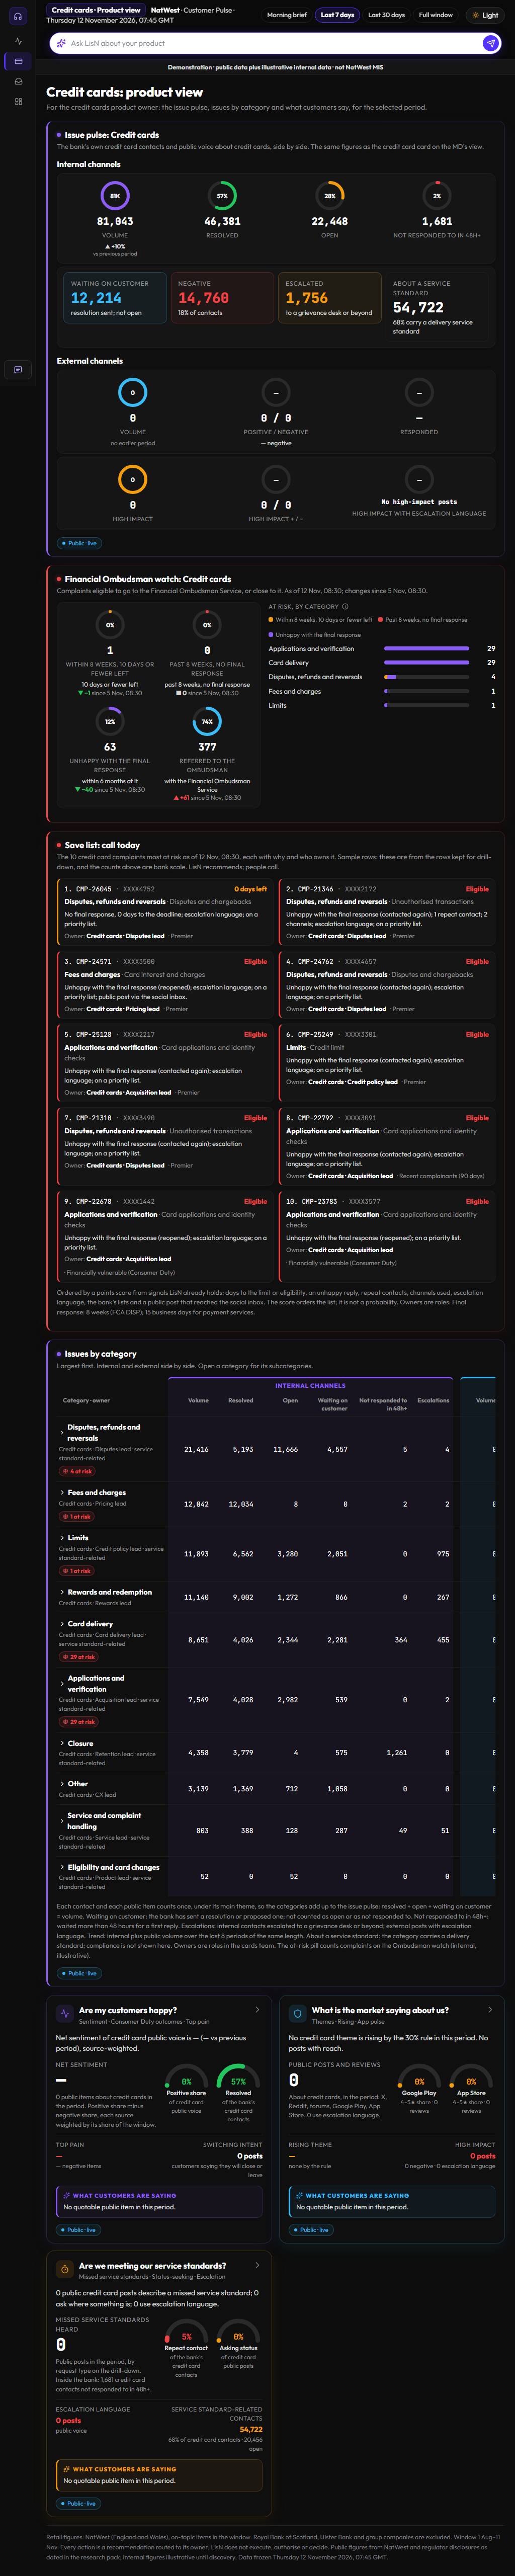 Credit cards · Product view
NatWest · Customer Pulse ·
Thursday 12 November 2026, 07:45 GMT
Morning brief
Last 7 days
Last 30 days
Full window
Light
Ask LisN about your product
Demonstration · public data plus illustrative internal data · not NatWest MIS
Credit cards: product view
For the credit cards product owner: the issue pulse, issues by category and what customers say, for the selected period.
Issue pulse: Credit cards
The bank's own credit card contacts and public voice about credit cards, side by side. The same figures as the credit card card on the MD's view.
Internal channels
81K
57%
28%
2%
81,043
46,381
22,448
1,681
VOLUME
RESOLVED
OPEN
NOT RESPONDED TO IN 48H+
▲ +10%
vs previous period
WAITING ON CUSTOMER
12,214
resolution sent; not open
NEGATIVE
14,760
18% of contacts
ESCALATED
1,756
to a grievance desk or beyond
ABOUT A SERVICE
STANDARD
54,722
68% carry a delivery service
standard
External channels
0
–
–
0
0 / 0
–
VOLUME
POSITIVE / NEGATIVE
RESPONDED
no earlier period
— negative
0
–
–
0
0 / 0
No high-impact posts
HIGH IMPACT
HIGH IMPACT + / −
HIGH IMPACT WITH ESCALATION LANGUAGE
Public · live
Financial Ombudsman watch: Credit cards
Complaints eligible to go to the Financial Ombudsman Service, or close to it. As of 12 Nov, 08:30; changes since 5 Nov, 08:30.
0%
1
WITHIN 8 WEEKS, 10 DAYS OR
FEWER LEFT
10 days or fewer left
▼ −1 since 5 Nov, 08:30
0%
0
PAST 8 WEEKS, NO FINAL
RESPONSE
past 8 weeks, no final response
■ 0 since 5 Nov, 08:30
12%
63
UNHAPPY WITH THE FINAL
RESPONSE
within 6 months of it
▼ −40 since 5 Nov, 08:30
74%
377
REFERRED TO THE
OMBUDSMAN
with the Financial Ombudsman
Service
▲ +61 since 5 Nov, 08:30
AT RISK, BY CATEGORY
Within 8 weeks, 10 days or fewer left
Past 8 weeks, no final response
Unhappy with the final response
Applications and verification 29
Card delivery 29
Disputes, refunds and reversals 4
Fees and charges 1
Limits 1
Save list: call today
The 10 credit card complaints most at risk as of 12 Nov, 08:30, each with why and who owns it. Sample rows: these are from the rows kept for drill-
down, and the counts above are bank scale. LisN recommends; people call.
1. CMP-26045 · XXXX4752 0 days left
Disputes, refunds and reversals · Disputes and chargebacks
No final response, 0 days to the deadline; escalation language; on a
priority list.
Owner: Credit cards · Disputes lead · Premier
2. CMP-21346 · XXXX2172 Eligible
Disputes, refunds and reversals · Unauthorised transactions
Unhappy with the final response (contacted again); 1 repeat contact; 2
channels; escalation language; on a priority list.
Owner: Credit cards · Disputes lead · Premier
3. CMP-24571 · XXXX3500 Eligible
Fees and charges · Card interest and charges
Unhappy with the final response (reopened); escalation language; on a
priority list; public post via the social inbox.
Owner: Credit cards · Pricing lead · Premier
4. CMP-24762 · XXXX4657 Eligible
Disputes, refunds and reversals · Disputes and chargebacks
Unhappy with the final response (contacted again); escalation
language; on a priority list.
Owner: Credit cards · Disputes lead · Premier
5. CMP-25128 · XXXX2217 Eligible
Applications and verification · Card applications and identity
checks
Unhappy with the final response (contacted again); escalation
language; on a priority list.
Owner: Credit cards · Acquisition lead · Premier
6. CMP-25249 · XXXX3381 Eligible
Limits · Credit limit
Unhappy with the final response (contacted again); escalation
language; on a priority list.
Owner: Credit cards · Credit policy lead · Premier
7. CMP-21310 · XXXX3490 Eligible
Disputes, refunds and reversals · Unauthorised transactions
Unhappy with the final response (contacted again); escalation
language; on a priority list.
Owner: Credit cards · Disputes lead · Premier
8. CMP-22792 · XXXX3091 Eligible
Applications and verification · Card applications and identity
checks
Unhappy with the final response (contacted again); escalation
language; on a priority list.
Owner: Credit cards · Acquisition lead · Recent complainants (90 days)
9. CMP-22678 · XXXX1442 Eligible
Applications and verification · Card applications and identity
checks
Unhappy with the final response (reopened); escalation language; on a
priority list.
Owner: Credit cards · Acquisition lead
· Financially vulnerable (Consumer Duty)
10. CMP-23783 · XXXX3577 Eligible
Applications and verification · Card applications and identity
checks
Unhappy with the final response (reopened); on a priority list.
Owner: Credit cards · Acquisition lead
· Financially vulnerable (Consumer Duty)
Ordered by a points score from signals LisN already holds: days to the limit or eligibility, an unhappy reply, repeat contacts, channels used, escalation
language, the bank's lists and a public post that reached the social inbox. The score orders the list; it is not a probability. Owners are roles. Final
response: 8 weeks (FCA DISP); 15 business days for payment services.
Issues by category
Largest first. Internal and external side by side. Open a category for its subcategories.
INTERNAL CHANNELS
Category · owner Volume Resolved Open Waiting on customer Not responded to in 48h+ Escalations Volume
Disputes, refunds and
reversals
Credit cards · Disputes lead · service
standard-related
4 at risk
21,416 5,193 11,666 4,557 5 4
Fees and charges
Credit cards · Pricing lead
1 at risk
12,042 12,034 8 0 2 2
Limits
Credit cards · Credit policy lead · service
standard-related
1 at risk
11,893 6,562 3,280 2,051 0 975
Rewards and redemption
Credit cards · Rewards lead
11,140 9,002 1,272 866 0 267
Card delivery
Credit cards · Card delivery lead ·
service standard-related
29 at risk
8,651 4,026 2,344 2,281 364 455
Applications and
verification
Credit cards · Acquisition lead · service
standard-related
29 at risk
7,549 4,028 2,982 539 0 2
Closure
Credit cards · Retention lead · service
standard-related
4,358 3,779 4 575 1,261 0
Other
Credit cards · CX lead
3,139 1,369 712 1,058 0 0
Service and complaint
handling
Credit cards · Service lead · service
standard-related
803 388 128 287 49 51
Eligibility and card changes
Credit cards · Product lead · service
standard-related
52 0 52 0 0 0
Each contact and each public item counts once, under its main theme, so the categories add up to the issue pulse: resolved + open + waiting on customer
= volume. Waiting on customer: the bank has sent a resolution or proposed one; not counted as open or as not responded to. Not responded to in 48h+:
waited more than 48 hours for a first reply. Escalations: internal contacts escalated to a grievance desk or beyond; external posts with escalation
language. Trend: internal plus public volume over the last 8 periods of the same length. About a service standard: the category carries a delivery
standard; compliance is not shown here. Owners are roles in the cards team. The at-risk pill counts complaints on the Ombudsman watch (internal,
illustrative).
Public · live
Are my customers happy?
Sentiment · Consumer Duty outcomes · Top pain
Net sentiment of credit card public voice is — (— vs previous
period), source-weighted.
NET SENTIMENT
—
0 public items about credit cards in
the period. Positive share minus
negative share, each source
weighted by its share of the window.
0%
Positive share
of credit card
public voice
57%
Resolved
of the bank's
credit card
contacts
TOP PAIN
—
— negative items
SWITCHING INTENT
0 posts
customers saying they will close or
leave
WHAT CUSTOMERS ARE SAYING
No quotable public item in this period.
Public · live
What is the market saying about us?
Themes · Rising · App pulse
No credit card theme is rising by the 30% rule in this period. No
posts with reach.
PUBLIC POSTS AND REVIEWS
0
About credit cards, in the period: X,
Reddit, forums, Google Play, App
Store. 0 use escalation language.
0%
Google Play
4–5★ share · 0
reviews
0%
App Store
4–5★ share · 0
reviews
RISING THEME
—
none by the rule
HIGH IMPACT
0 posts
0 negative · 0 escalation language
WHAT CUSTOMERS ARE SAYING
No quotable public item in this period.
Public · live
Are we meeting our service standards?
Missed service standards · Status-seeking · Escalation
0 public credit card posts describe a missed service standard; 0
ask where something is; 0 use escalation language.
MISSED SERVICE STANDARDS
HEARD
0
Public posts in the period, by
request type on the drill-down.
Inside the bank: 1,681 credit card
contacts not responded to in 48h+.
5%
Repeat contact
of the bank's
credit card
contacts
0%
Asking status
of credit card
public posts
ESCALATION LANGUAGE
0 posts
public voice
SERVICE STANDARD-RELATED
CONTACTS
54,722
68% of credit card contacts · 20,456
open
WHAT CUSTOMERS ARE SAYING
No quotable public item in this period.
Public · live
Retail figures: NatWest (England and Wales), on-topic items in the window. Royal Bank of Scotland, Ulster Bank and group companies are excluded. Window 1 Aug–11
Nov. Every action is a recommendation routed to its owner; LisN does not execute, authorise or decide. Public figures from NatWest and regulator disclosures as
dated in the research pack; internal figures illustrative until discovery. Data frozen Thursday 12 November 2026, 07:45 GMT.